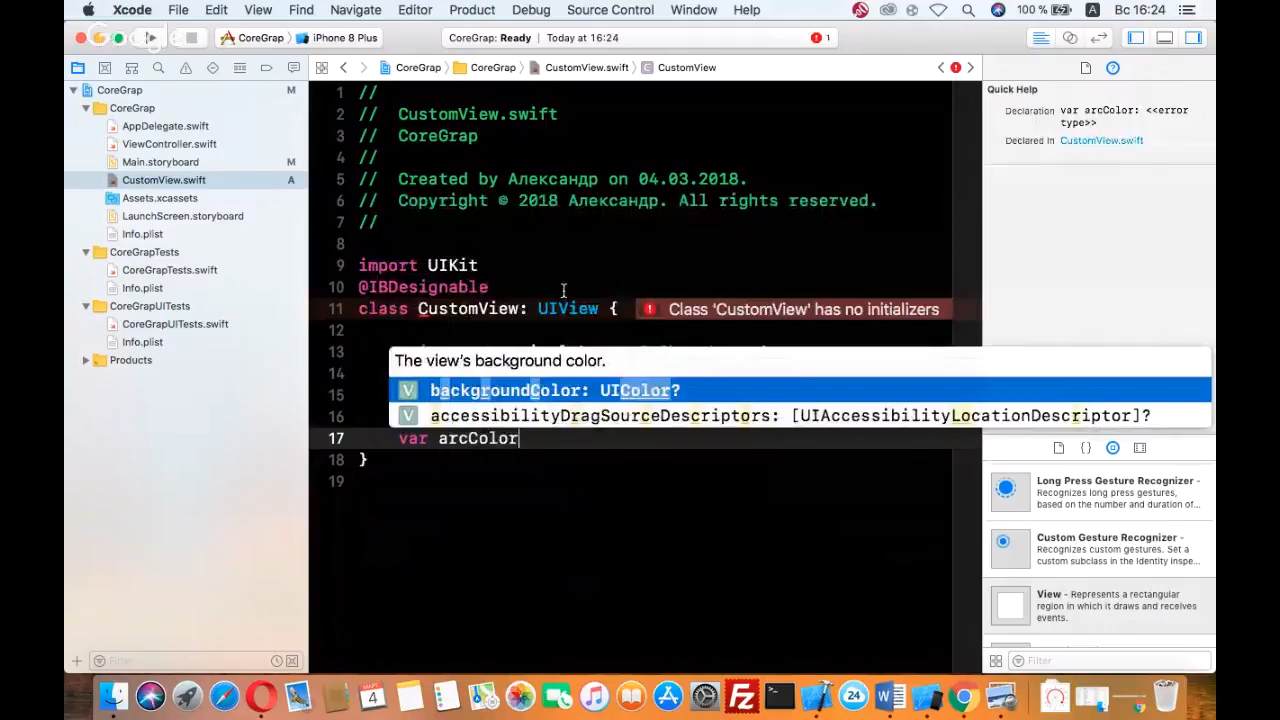 Xcode File Edit View Find Navigate Editor Product Debug Source Control Window Help 100 % A Вс 16:24
CoreGrap iPhone 8 Plus CoreGrap: Ready Today at 16:24 1
CoreGrap CoreGrap CustomView.swift CustomView
CoreGrap M
CoreGrap
AppDelegate.swift
ViewController.swift
Main.storyboard M
CustomView.swift A
Assets.xcassets
LaunchScreen.storyboard
Info.plist
CoreGrapTests
CoreGrapTests.swift
Info.plist
CoreGrapUITests
CoreGrapUITests.swift
Info.plist
Products
Filter
1 //
2 // CustomView.swift
3 // CoreGrap
4 //
5 // Created by Александр on 04.03.2018.
6 // Copyright © 2018 Александр. All rights reserved.
7 //
8
9 import UIKit
10 @IBDesignable
11 class CustomView: UIView { Class 'CustomView' has no initializers
12
13
14
15
16
The view's background color.
V backgroundColor: UIColor?
V accessibilityDragSourceDescriptors: [UIAccessibilityLocationDescriptor]?
17 var arcColor
18 }
19
Quick Help
Declaration var arcColor: <<error
type>>
Declared In CustomView.swift
Long Press Gesture Recognizer -
Recognizes long press gestures,
based on the number and duration of...
Custom Gesture Recognizer -
Recognizes custom gestures. Set a
custom subclass in the Identity inspe...
View - Represents a rectangular
region in which it draws and receives
events.
Filter
4
24